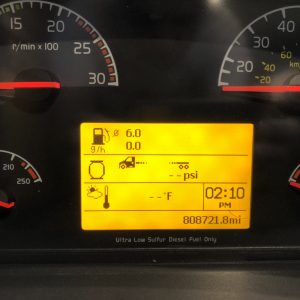 15 20 25 30
r/min x 100
20 40 60
20 40 km/
ø 6.0
g/h 0.0
-- psi
210
250
--°F
02:10
PM
808721.8mi
Ultra Low Sulfur Diesel Fuel Only